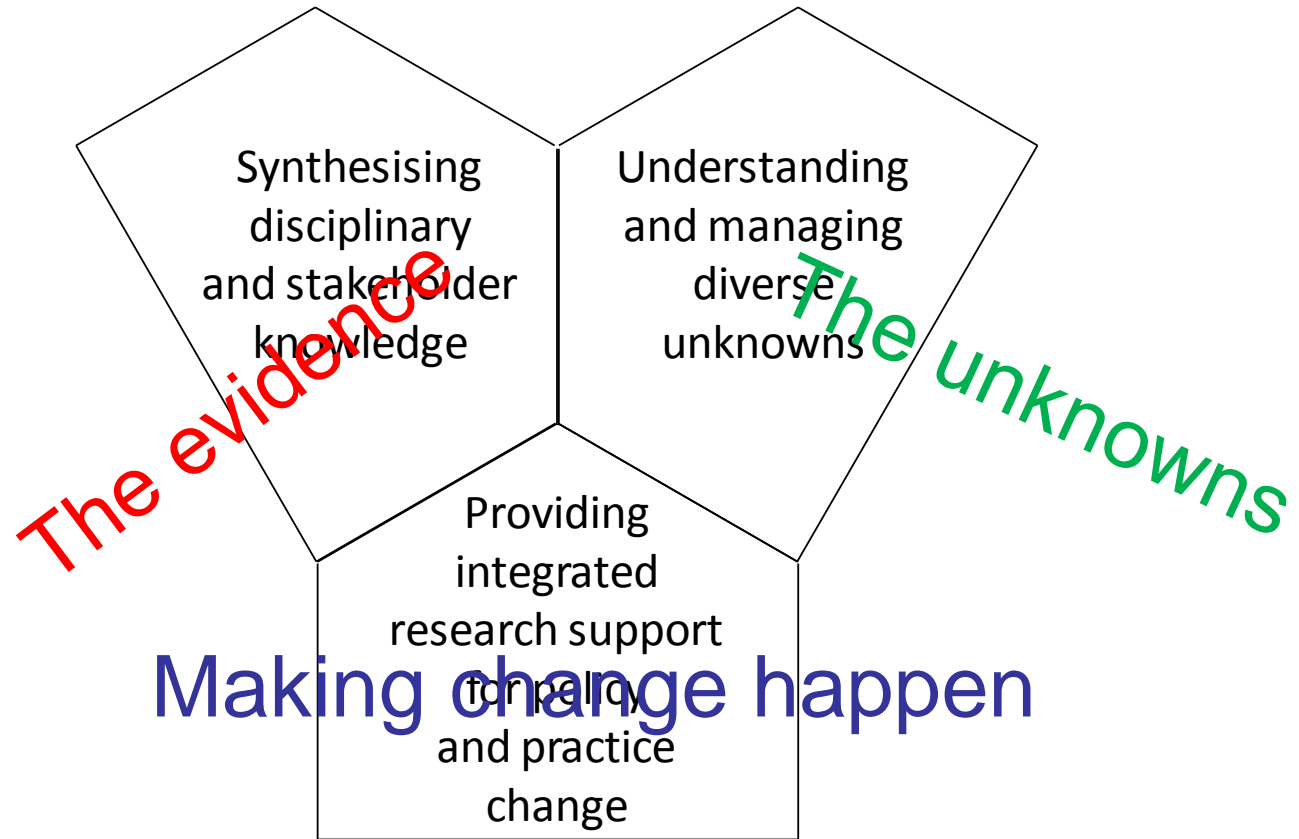 Synthesising
disciplinary
and stakeholder
knowledge
The evidence
Understanding
and managing
diverse
unknowns
The unknowns
Providing
integrated
research support
for policy
and practice
change
Making change happen